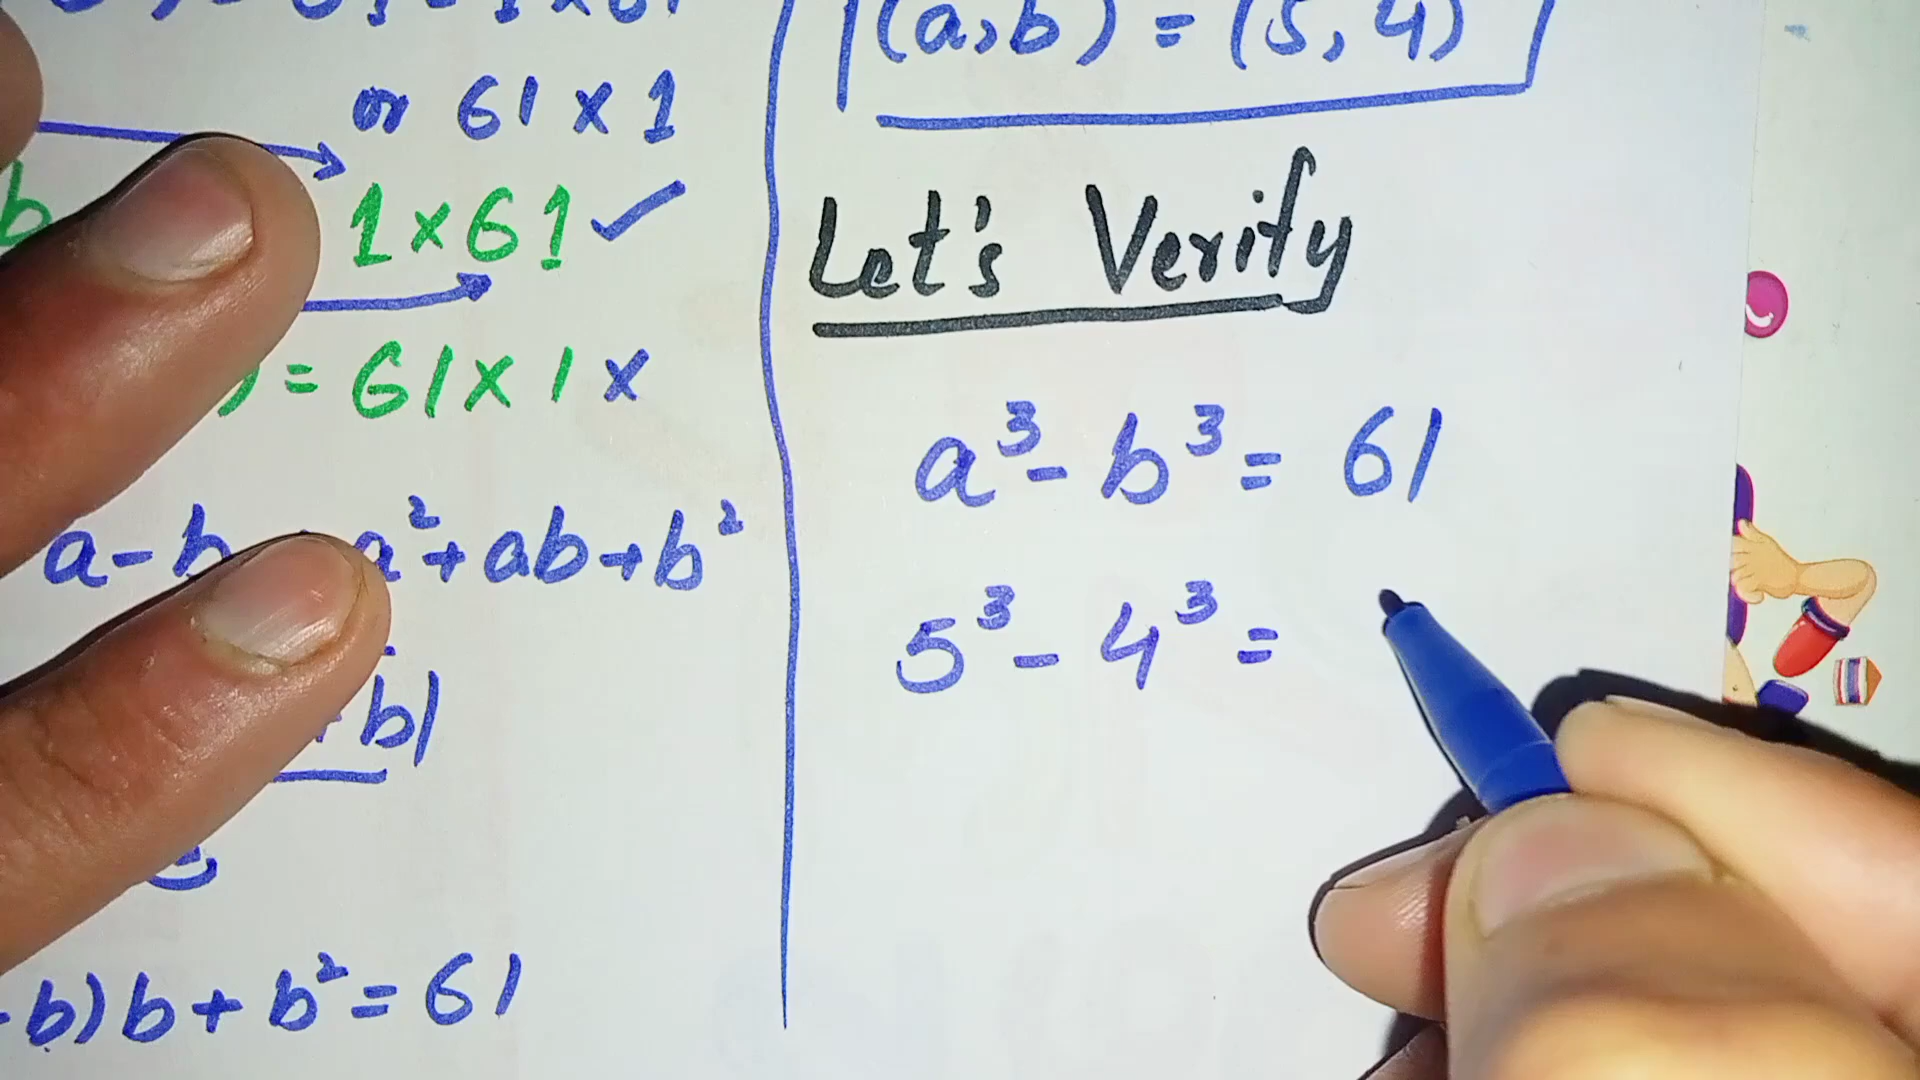 or 61 x 1
b 1 x 61 ✓
) = 61 x 1 x
a - b a² + ab + b²
+ b)
- b) b + b² = 61
(a, b) = (5, 4)
Let's Verify
a³ - b³ = 61
5³ - 4³ =